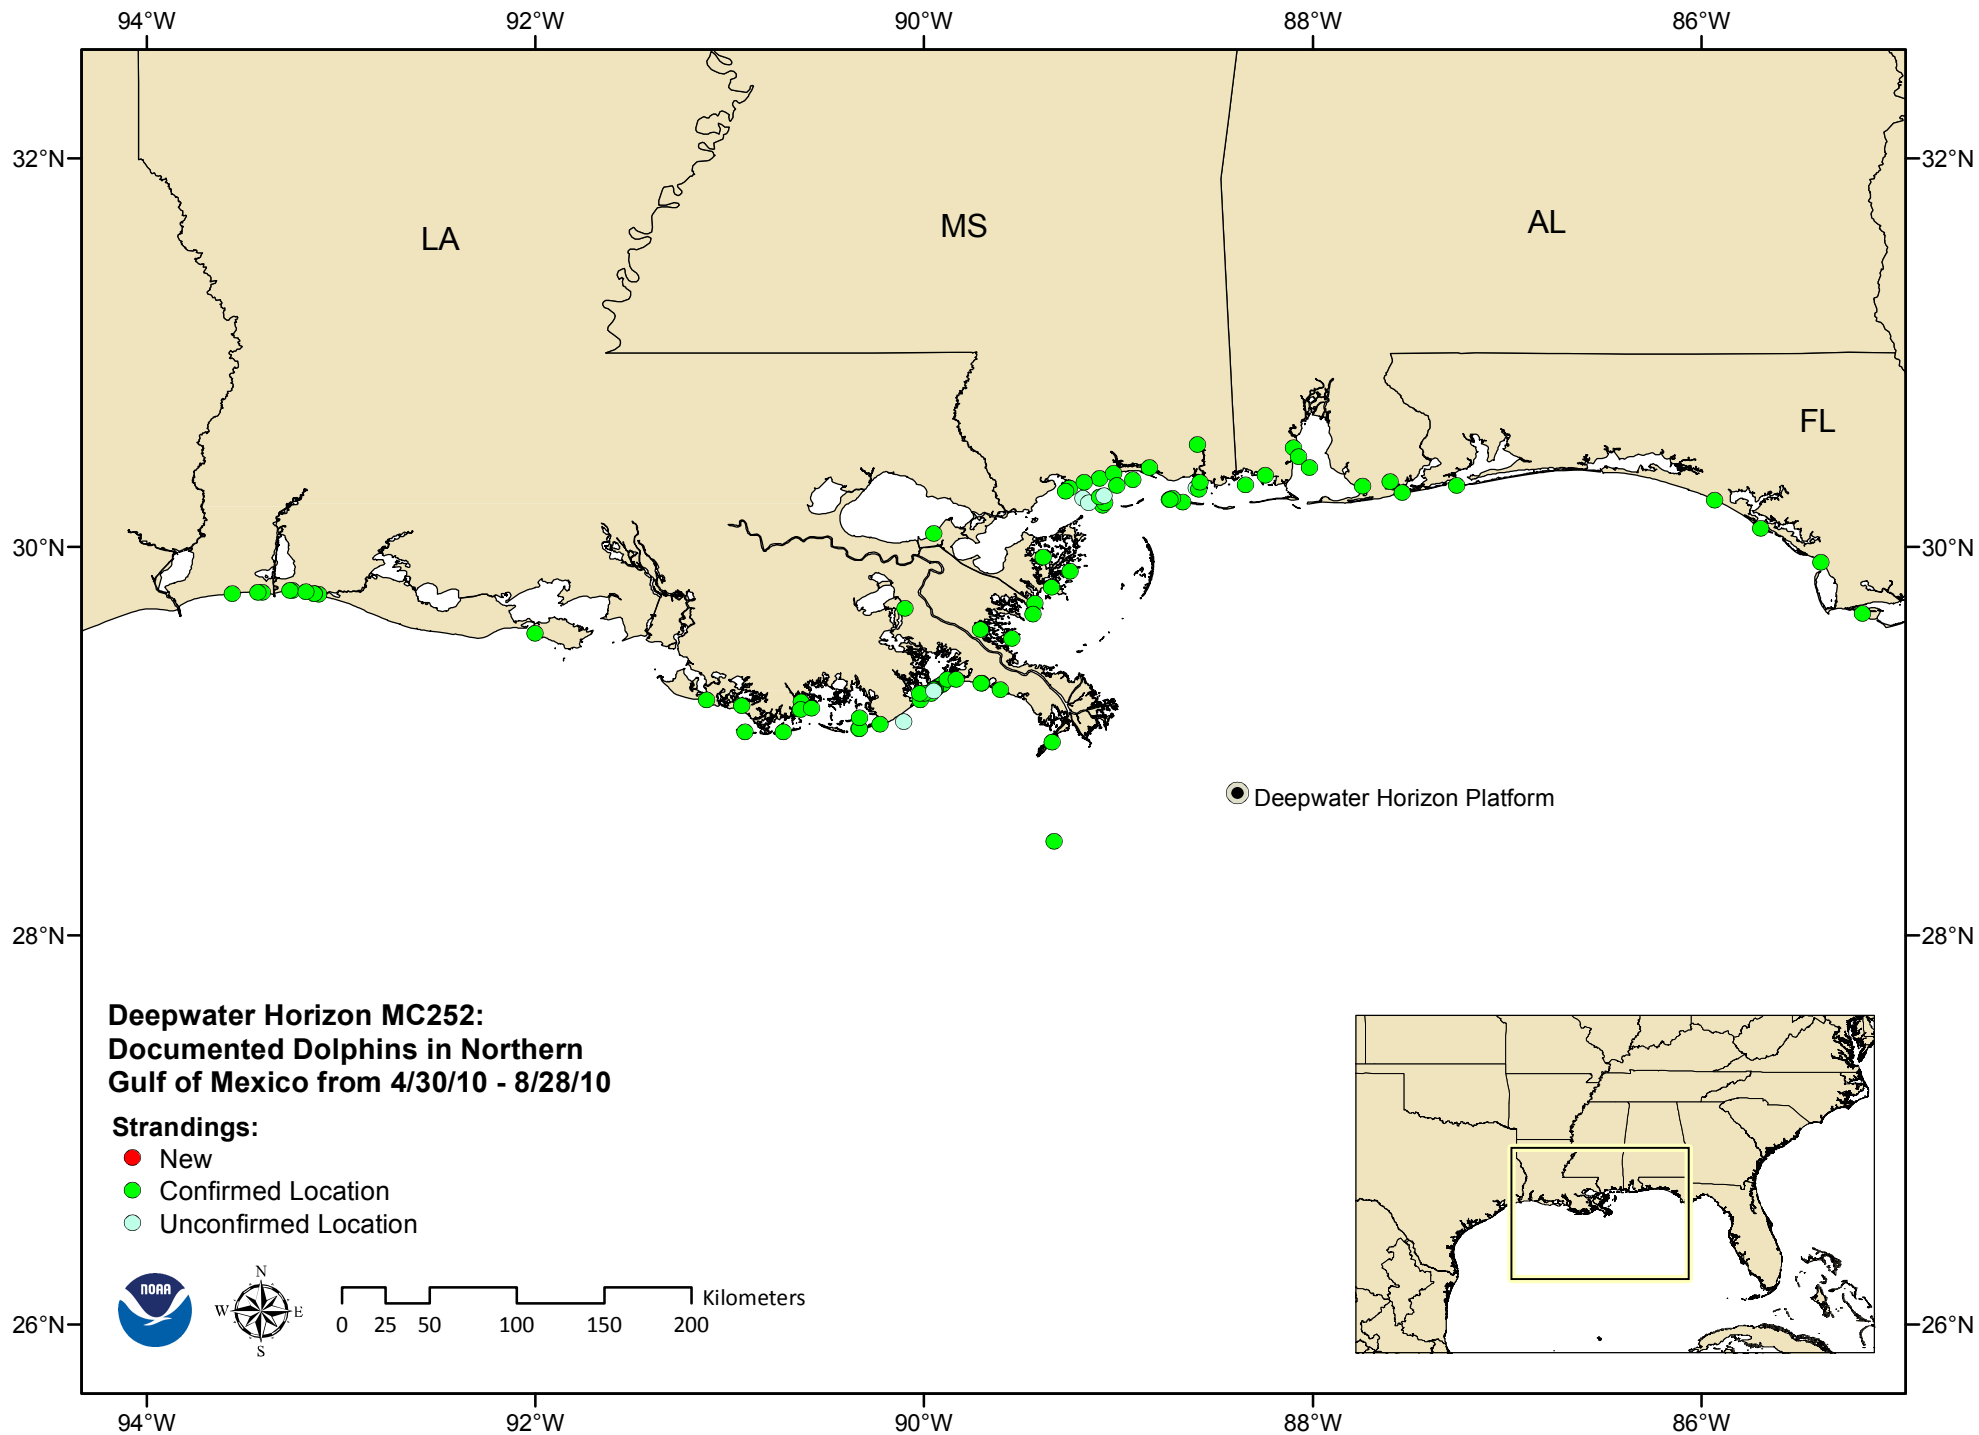 94°W 92°W 90°W 88°W 86°W
32°N 32°N
LA MS AL
FL
30°N 30°N
Deepwater Horizon Platform
28°N 28°N
Deepwater Horizon MC252:
Documented Dolphins in Northern
Gulf of Mexico from 4/30/10 - 8/28/10
Strandings:
New
Confirmed Location
Unconfirmed Location
NOAA
N
W E
S
Kilometers
0 25 50 100 150 200
26°N 26°N
94°W 92°W 90°W 88°W 86°W